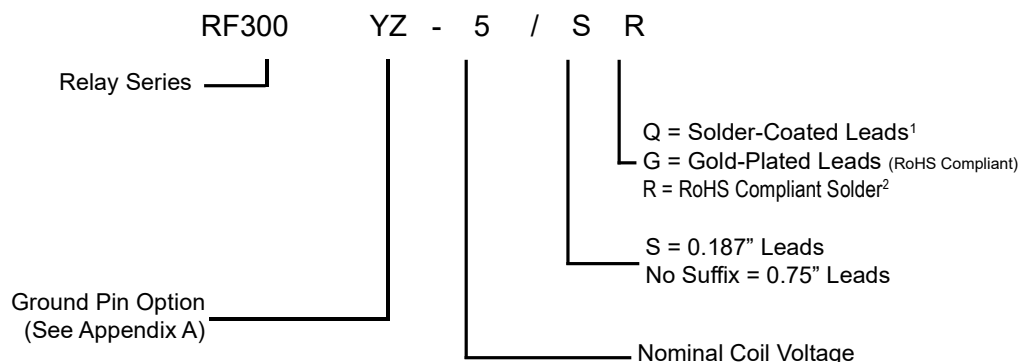 RF300 YZ - 5 / S R
Relay Series
Q = Solder-Coated Leads¹
G = Gold-Plated Leads (RoHS Compliant)
R = RoHS Compliant Solder²
S = 0.187” Leads
No Suffix = 0.75” Leads
Ground Pin Option
(See Appendix A)
Nominal Coil Voltage